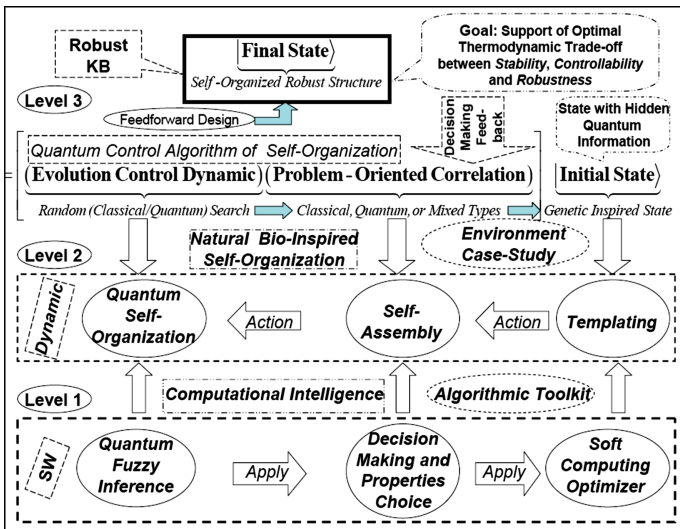 Robust
KB
|Final State⟩
Self-Organized Robust Structure
Goal: Support of Optimal
Thermodynamic Trade-off
between Stability, Controllability
and Robustness
Level 3
Feedforward Design
Decision
Making
Feed-
back
State with Hidden
Quantum
Information
Quantum Control Algorithm of Self-Organization
= [(Evolution Control Dynamic)(Problem-Oriented Correlation)] |Initial State⟩
Random (Classical/Quantum) Search
Classical, Quantum, or Mixed Types
Genetic Inspired State
Natural Bio-Inspired
Self-Organization
Environment
Case-Study
Level 2
Dynamic
Quantum
Self-
Organization
Action
Self-
Assembly
Action
Templating
Level 1
Computational Intelligence
Algorithmic Toolkit
SW
Quantum
Fuzzy
Inference
Apply
Decision
Making and
Properties
Choice
Apply
Soft
Computing
Optimizer